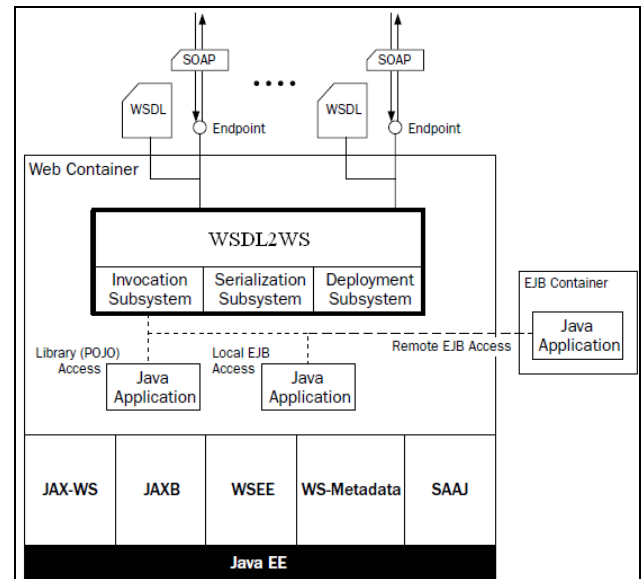 SOAP
SOAP
WSDL
WSDL
Endpoint
Endpoint
Web Container
WSDL2WS
Invocation
Subsystem
Serialization
Subsystem
Deployment
Subsystem
EJB Container
Java
Application
Remote EJB Access
Library (POJO)
Access
Java
Application
Local EJB
Access
Java
Application
JAX-WS
JAXB
WSEE
WS-Metadata
SAAJ
Java EE